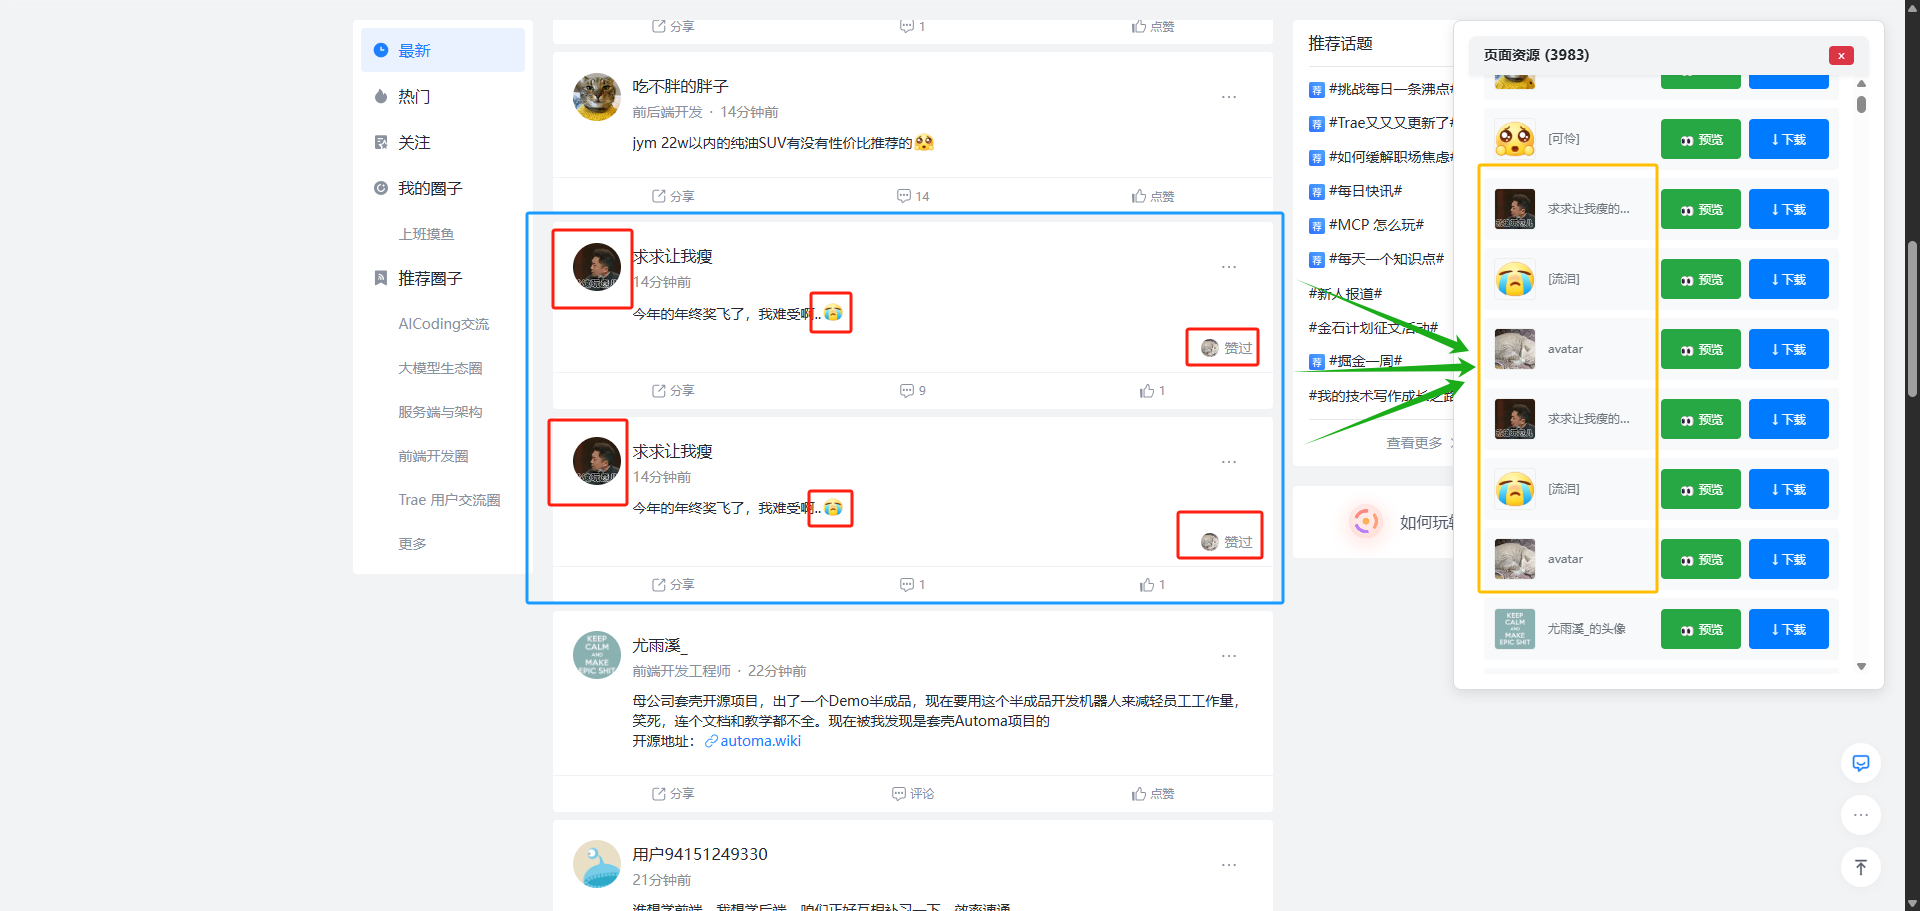 最新
热门
关注
我的圈子
上班摸鱼
推荐圈子
AICoding交流
大模型生态圈
服务端与架构
前端开发圈
Trae 用户交流圈
更多
分享
1
点赞
吃不胖的胖子
前后端开发 · 14分钟前
jym 22w以内的纯油SUV有没有性价比推荐的
分享
14
点赞
求求让我瘦
14分钟前
今年的年终奖飞了，我难受啊..
赞过
分享
9
1
求求让我瘦
14分钟前
今年的年终奖飞了，我难受啊..
赞过
分享
1
1
尤雨溪_
前端开发工程师 · 22分钟前
母公司套壳开源项目，出了一个Demo半成品，现在要用这个半成品开发机器人来减轻员工工作量，
笑死，连个文档和教学都不全。现在被我发现是套壳Automa项目的
开源地址： automa.wiki
分享
评论
点赞
用户94151249330
21分钟前
推荐话题
荐 #挑战每日一条沸点#
荐 #Trae又又又更新了#
荐 #如何缓解职场焦虑#
荐 #每日快讯#
荐 #MCP 怎么玩#
荐 #每天一个知识点#
#新人报道#
#金石计划征文活动#
荐 #掘金一周#
#我的技术写作成长之路
查看更多
如何玩转
页面资源 (3983)
x
[可怜]
预览
↓下载
求求让我瘦的...
预览
↓下载
[流泪]
预览
↓下载
avatar
预览
↓下载
求求让我瘦的...
预览
↓下载
[流泪]
预览
↓下载
avatar
预览
↓下载
KEEP
CALM
AND
MAKE
EPIC SHIT
尤雨溪_的头像
预览
↓下载